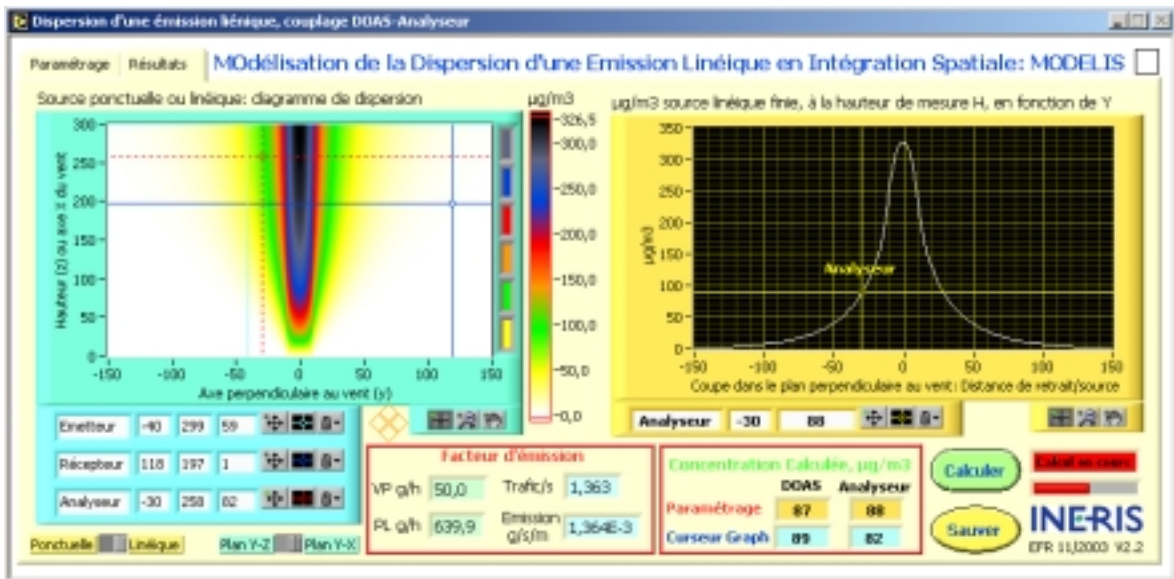 Dispersion d'une émission liénique, couplage DOAS-Analyseur
Paramétrage Résultats
MOdélisation de la Dispersion d'une Emission Linéique en Intégration Spatiale: MODELIS
Source ponctuelle ou linéique: diagramme de dispersion
µg/m3
µg/m3 source linéique finie, à la hauteur de mesure H, en fonction de Y
Hauteur (Z) ou axe X du vent
300
250
200
150
100
50
0
-150 -100 -50 0 50 100 150
Axe perpendiculaire au vent (y)
326,5
300,0
250,0
200,0
150,0
100,0
50,0
0,0
µg/m3
350
300
250
200
150
100
50
0
Analyseur
-150 -100 -50 0 50 100 150
Coupe dans le plan perpendiculaire au vent: Distance de retrait/source
Emetteur -40 299 59
Récepteur 118 197 1
Analyseur -30 258 82
Ponctuelle Linéique Plan Y-Z Plan Y-X
Facteur d'émission
VP g/h 50,0 Trafic/s 1,363
PL g/h 639,9 Emission g/s/m 1,364E-3
Analyseur -30 88
Concentration Calculée, µg/m3
DOAS Analyseur
Paramétrage 87 88
Curseur Graph 89 82
Calculer
Sauver
Calcul en cours
INERIS
EFR 11/2003 V2.2